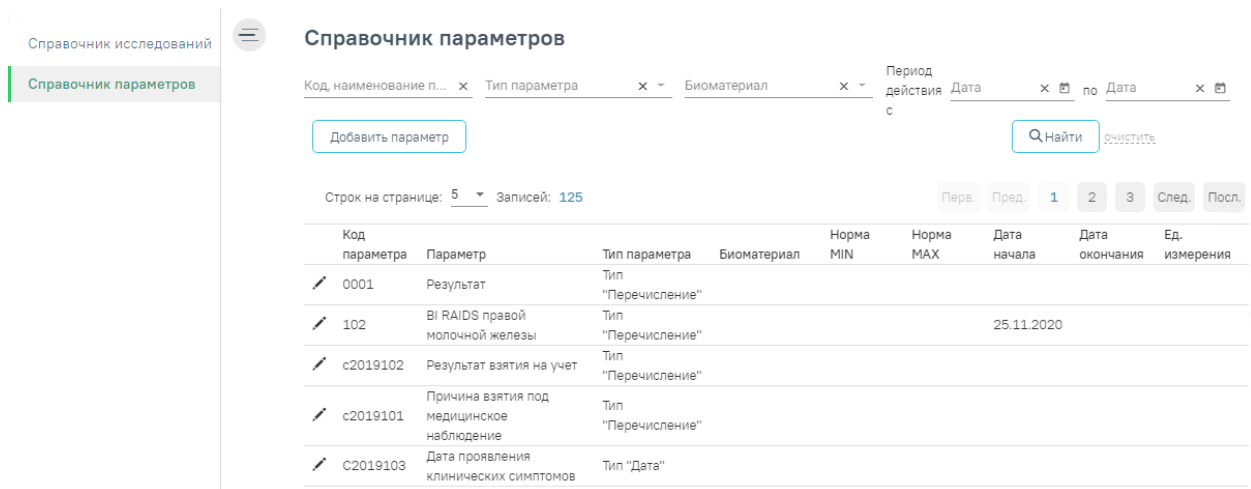 Справочник исследований
Справочник параметров
Справочник параметров
Код, наименование п... Тип параметра Биоматериал Период действия с Дата по Дата
Добавить параметр Найти очистить
Строк на странице: 5 Записей: 125 Перв. Пред. 1 2 3 След. Посл.
Код параметра Параметр Тип параметра Биоматериал Норма MIN Норма MAX Дата начала Дата окончания Ед. измерения
0001 Результат Тип "Перечисление"
102 BI RAIDS правой молочной железы Тип "Перечисление" 25.11.2020
c2019102 Результат взятия на учет Тип "Перечисление"
c2019101 Причина взятия под медицинское наблюдение Тип "Перечисление"
C2019103 Дата проявления клинических симптомов Тип "Дата"